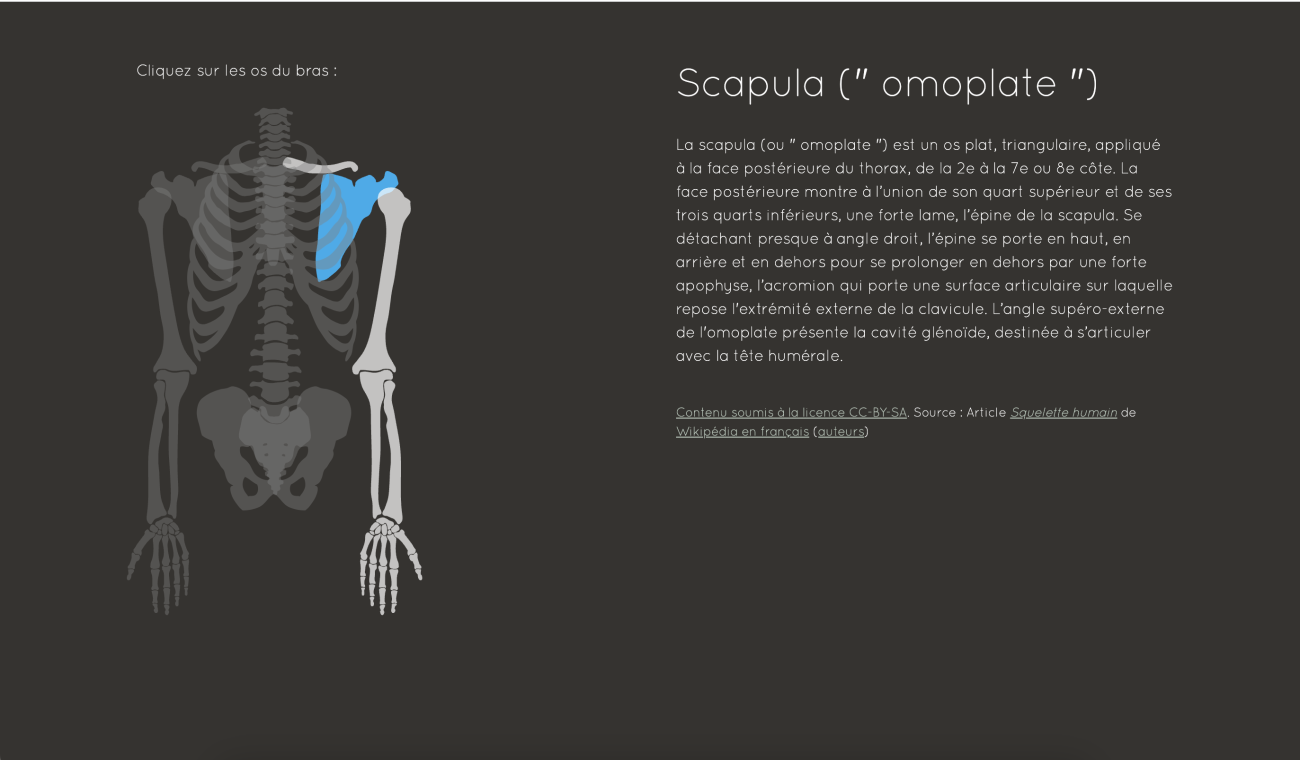 Cliquez sur les os du bras :
Scapula (" omoplate ")
La scapula (ou " omoplate ") est un os plat, triangulaire, appliqué
à la face postérieure du thorax, de la 2e à la 7e ou 8e côte. La
face postérieure montre à l'union de son quart supérieur et de ses
trois quarts inférieurs, une forte lame, l'épine de la scapula. Se
détachant presque à angle droit, l'épine se porte en haut, en
arrière et en dehors pour se prolonger en dehors par une forte
apophyse, l'acromion qui porte une surface articulaire sur laquelle
repose l'extrémité externe de la clavicule. L'angle supéro-externe
de l'omoplate présente la cavité glénoïde, destinée à s'articuler
avec la tête humérale.
Contenu soumis à la licence CC-BY-SA. Source : Article Squelette humain de
Wikipédia en français (auteurs)